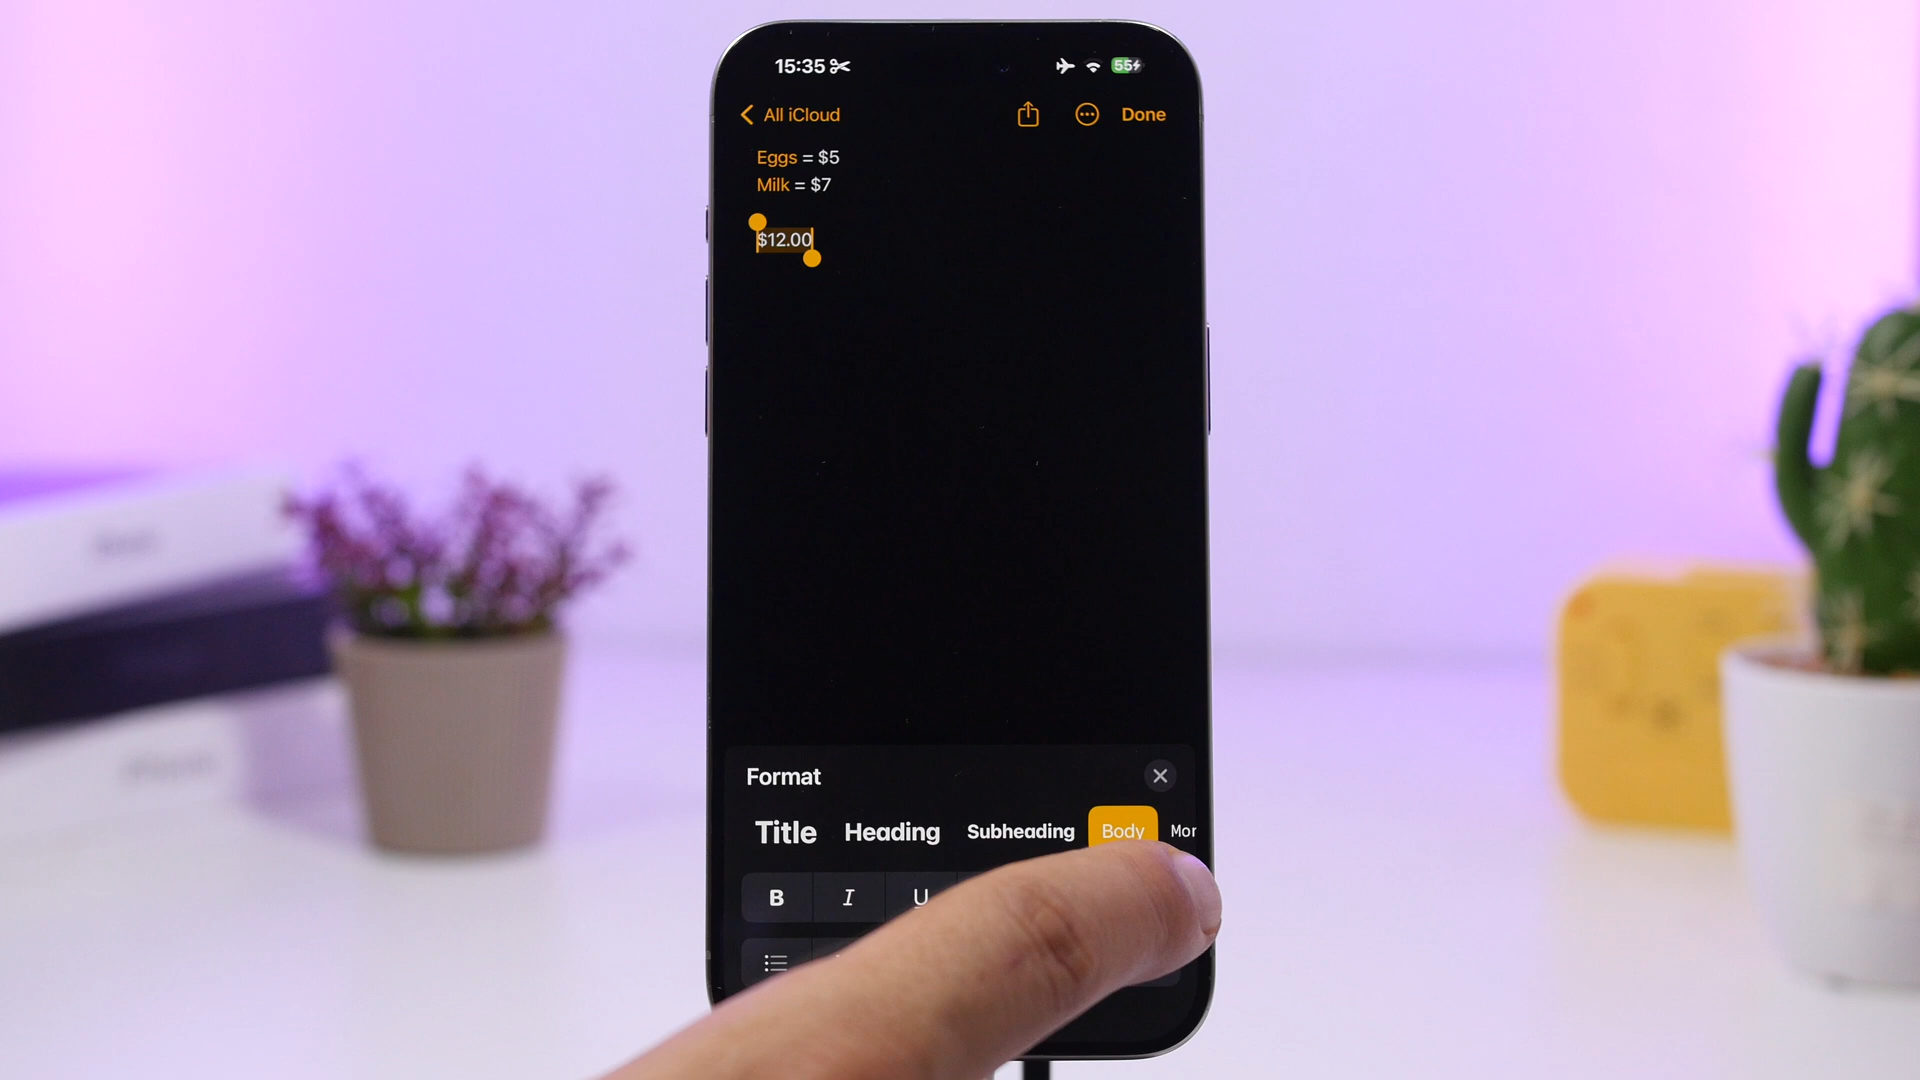 15:35
55
All iCloud
Done
Eggs = $5
Milk = $7
$12.00
Format
Title Heading Subheading Body Mor
B I U